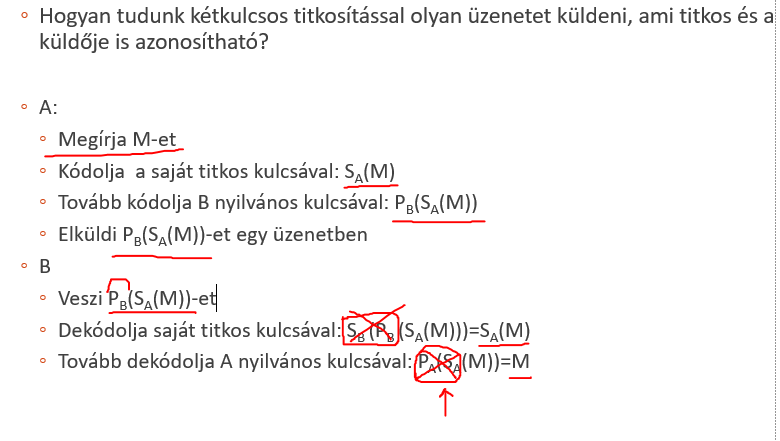 Hogyan tudunk kétkulcsos titkosítással olyan üzenetet küldeni, ami titkos és a
küldője is azonosítható?
A:
Megírja M-et
Kódolja a saját titkos kulcsával: S_A(M)
Tovább kódolja B nyilvános kulcsával: P_B(S_A(M))
Elküldi P_B(S_A(M))-et egy üzenetben
B
Veszi P_B(S_A(M))-et
Dekódolja saját titkos kulcsával: S_B(P_B(S_A(M)))=S_A(M)
Tovább dekódolja A nyilvános kulcsával: P_A(S_A(M))=M